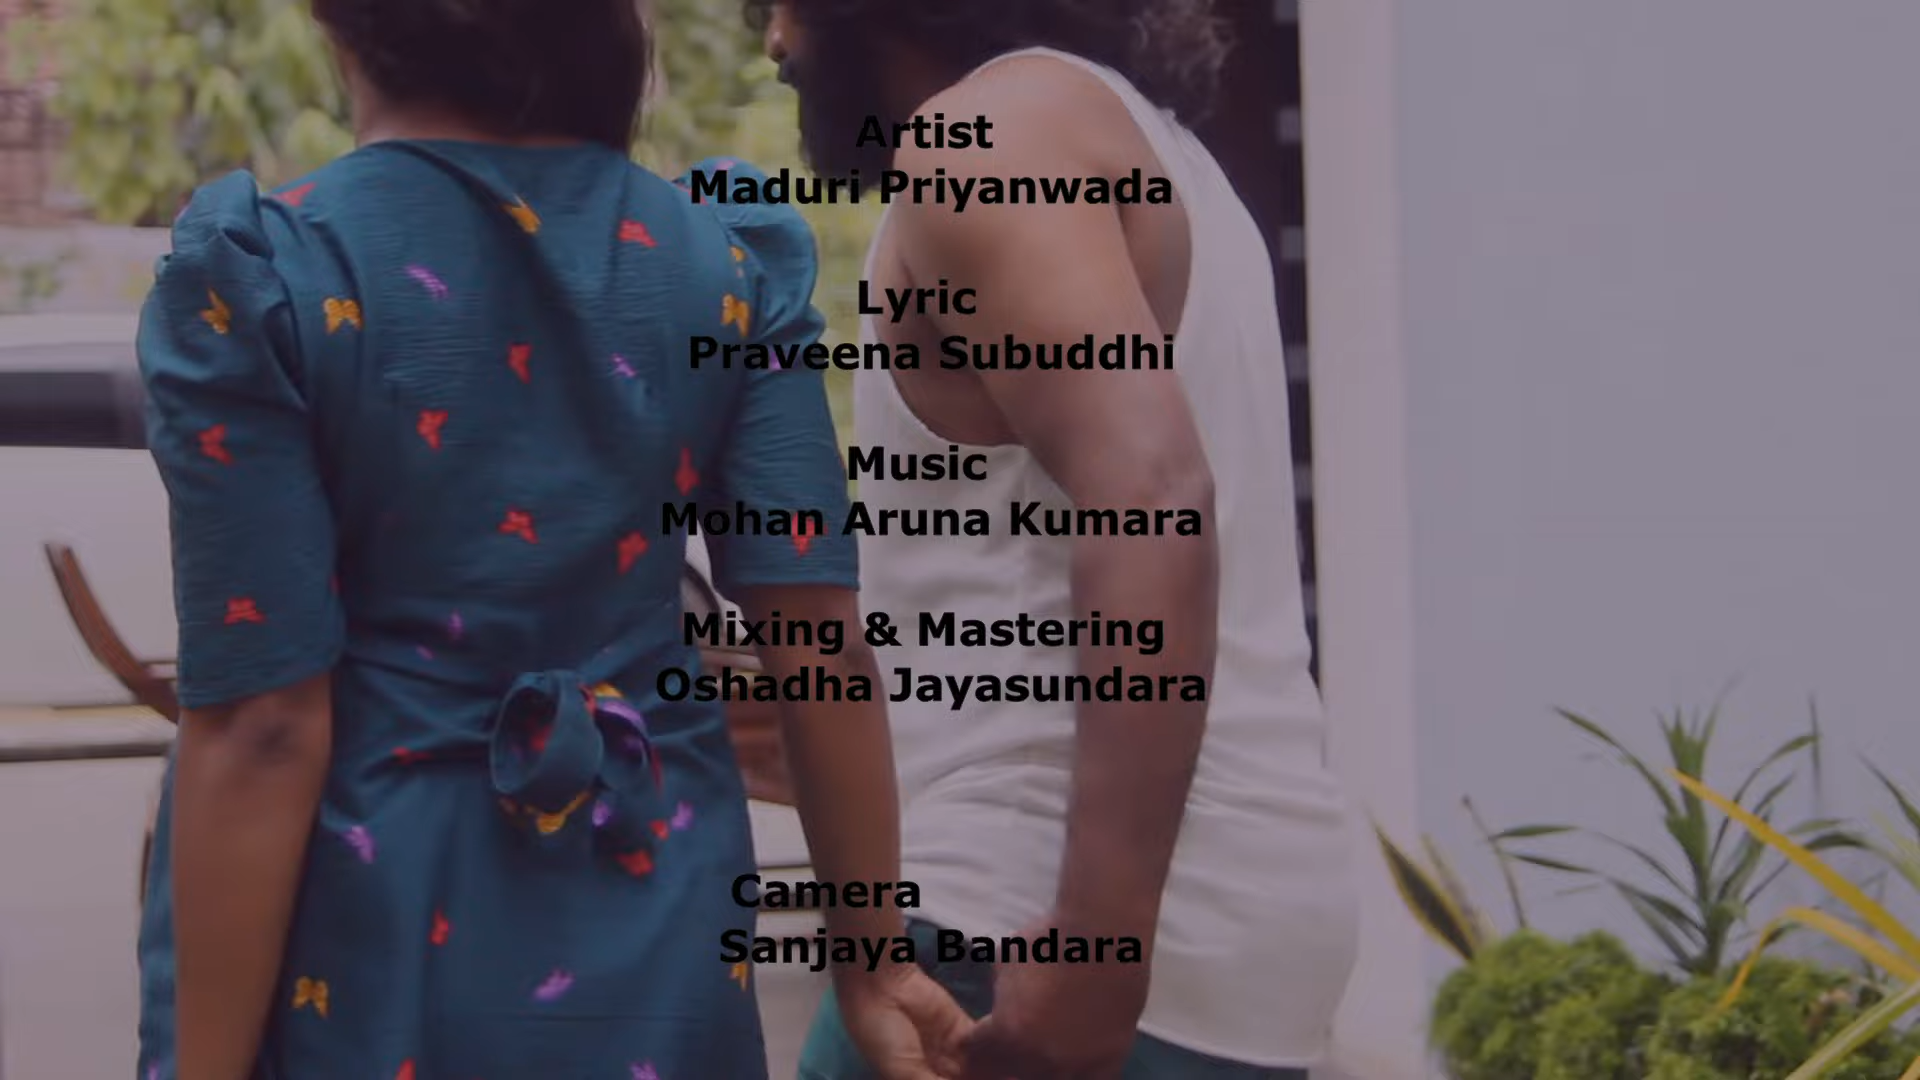 Artist
Maduri Priyanwada
Lyric
Praveena Subuddhi
Music
Mohan Aruna Kumara
Mixing & Mastering
Oshadha Jayasundara
Camera
Sanjaya Bandara